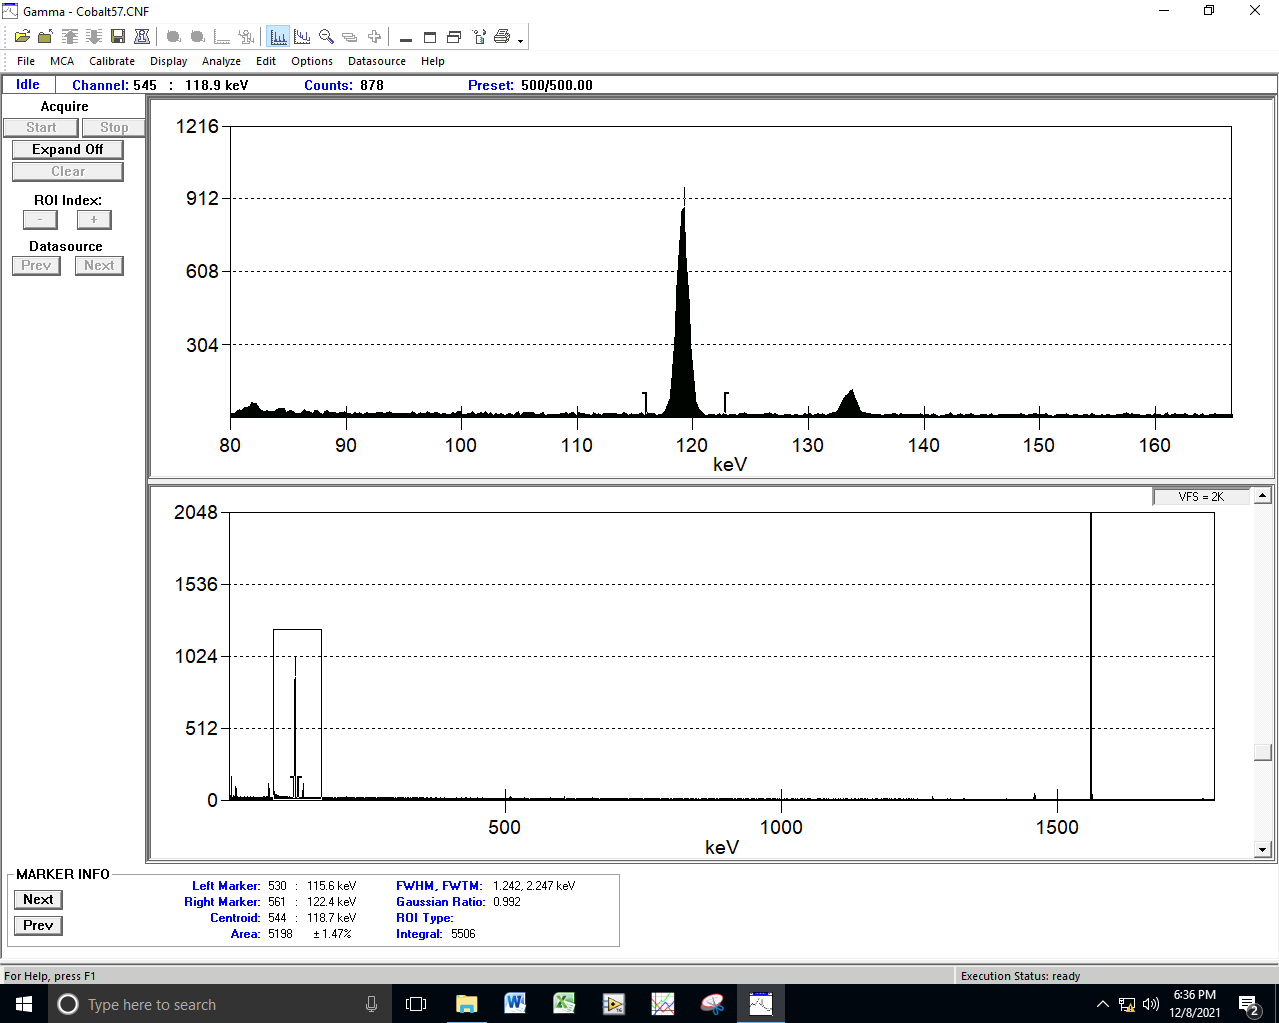 Gamma - Cobalt57.CNF
File MCA Calibrate Display Analyze Edit Options Datasource Help
Idle Channel: 545 : 118.9 keV Counts: 878 Preset: 500/500.00
Acquire
Start Stop
Expand Off
Clear
ROI Index:
- +
Datasource
Prev Next
1216
912
608
304
80 90 100 110 120 130 140 150 160
keV
VFS = 2K
2048
1536
1024
512
0
500 1000 1500
keV
MARKER INFO
Next
Prev
Left Marker: 530 : 115.6 keV FWHM, FWTM: 1.242, 2.247 keV
Right Marker: 561 : 122.4 keV Gaussian Ratio: 0.992
Centroid: 544 : 118.7 keV ROI Type:
Area: 5198 ± 1.47% Integral: 5506
For Help, press F1 Execution Status: ready
Type here to search
6:36 PM
12/8/2021
2